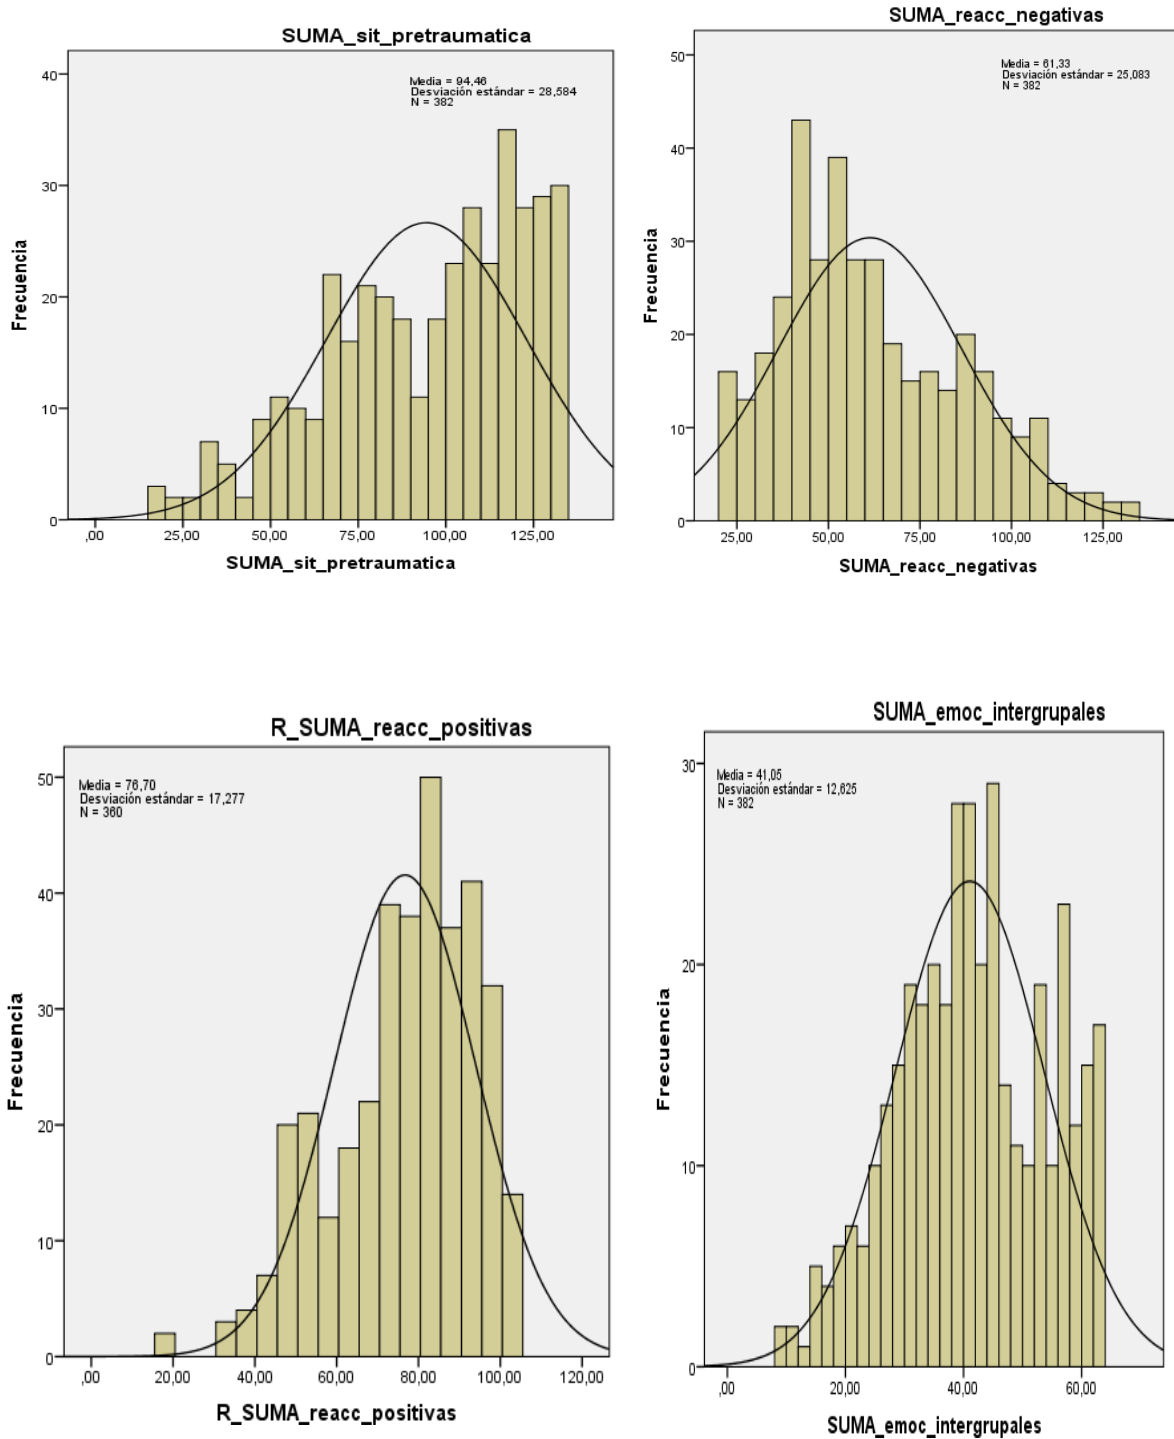 SUMA_sit_pretraumatica
Media = 94,46
Desviación estándar = 28,584
N = 382
40
30
20
10
0
Frecuencia
,00 25,00 50,00 75,00 100,00 125,00
SUMA_sit_pretraumatica
SUMA_reacc_negativas
Media = 61,33
Desviación estándar = 25,083
N = 382
50
40
30
20
10
0
Frecuencia
25,00 50,00 75,00 100,00 125,00
SUMA_reacc_negativas
R_SUMA_reacc_positivas
Media = 76,70
Desviación estándar = 17,277
N = 360
50
40
30
20
10
0
Frecuencia
,00 20,00 40,00 60,00 80,00 100,00 120,00
R_SUMA_reacc_positivas
SUMA_emoc_intergrupales
Media = 41,05
Desviación estándar = 12,625
N = 382
30
20
10
0
Frecuencia
,00 20,00 40,00 60,00
SUMA_emoc_intergrupales